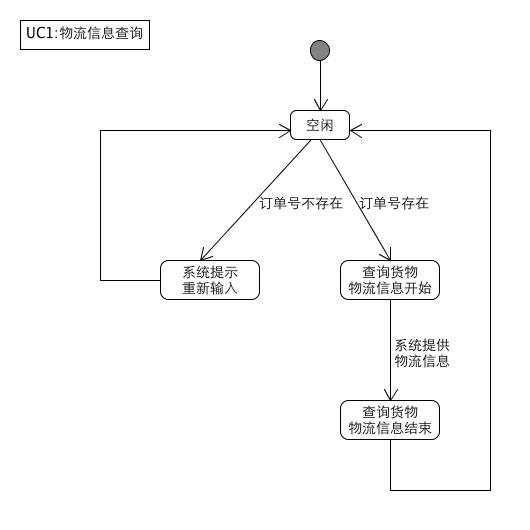 UC1:物流信息查询
空闲
订单号不存在
订单号存在
系统提示
重新输入
查询货物
物流信息开始
系统提供
物流信息
查询货物
物流信息结束